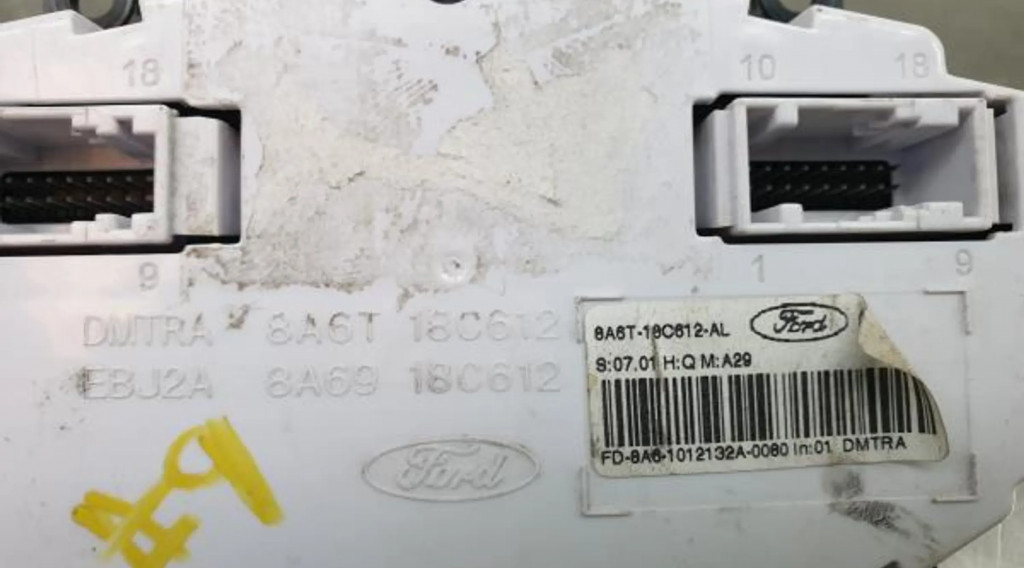 18 10 18
9 1 9
DMTRA 8A6T 18C612
EBJ2A 8A69 18C612
Ford
8A6T-18C612-AL Ford
S:07.01 H:Q M:A29
FD-8A6-1012132A-0080 In:01 DMTRA